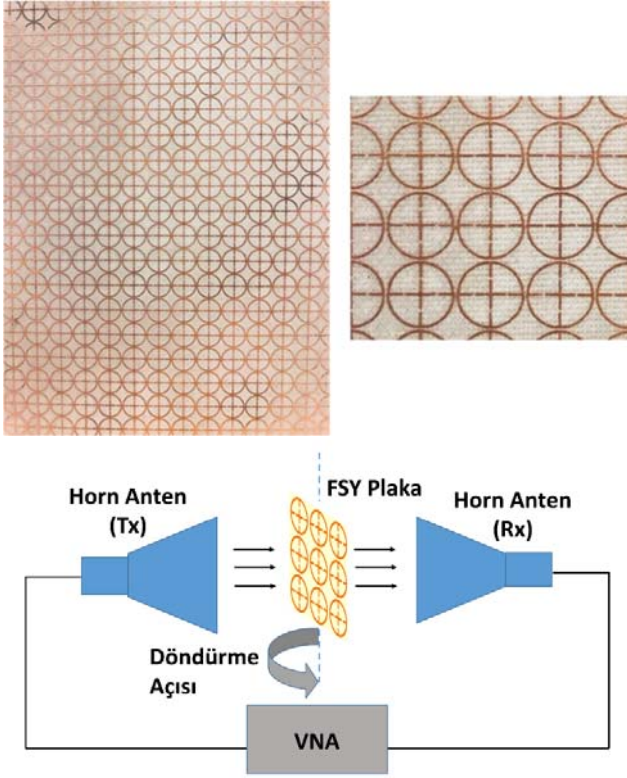 Horn Anten
(Tx)
FSY Plaka
Horn Anten
(Rx)
Döndürme
Açısı
VNA